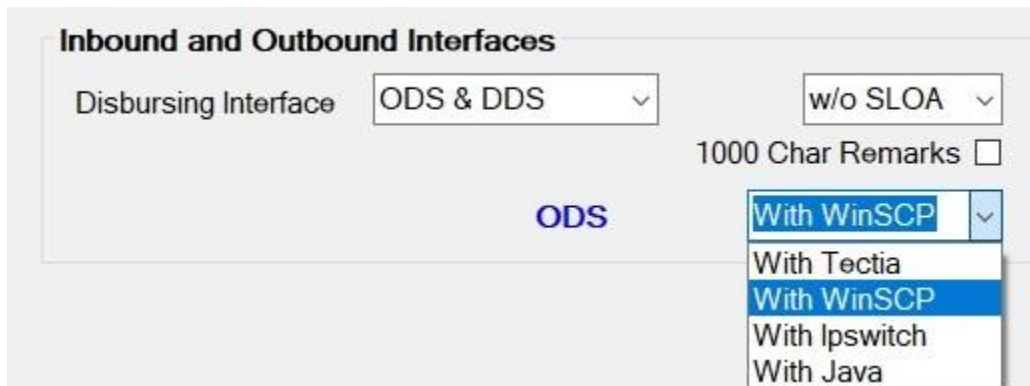 Inbound and Outbound Interfaces
Disbursing Interface ODS & DDS w/o SLOA
1000 Char Remarks
ODS With WinSCP
With Tectia
With WinSCP
With Ipswitch
With Java